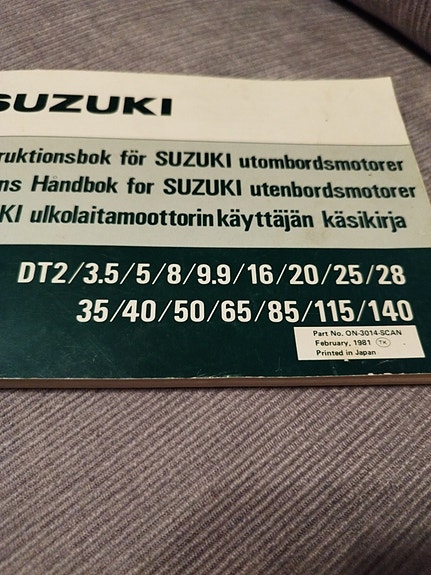 SUZUKI
ruktionsbok för SUZUKI utombordsmotorer
ns Håndbok for SUZUKI utenbordsmotorer
KI ulkolaitamoottorin käyttäjän käsikirja
DT2/3.5/5/8/9.9/16/20/25/28
35/40/50/65/85/115/140
Part No. ON-3014-SCAN
February, 1981 TK
Printed in Japan